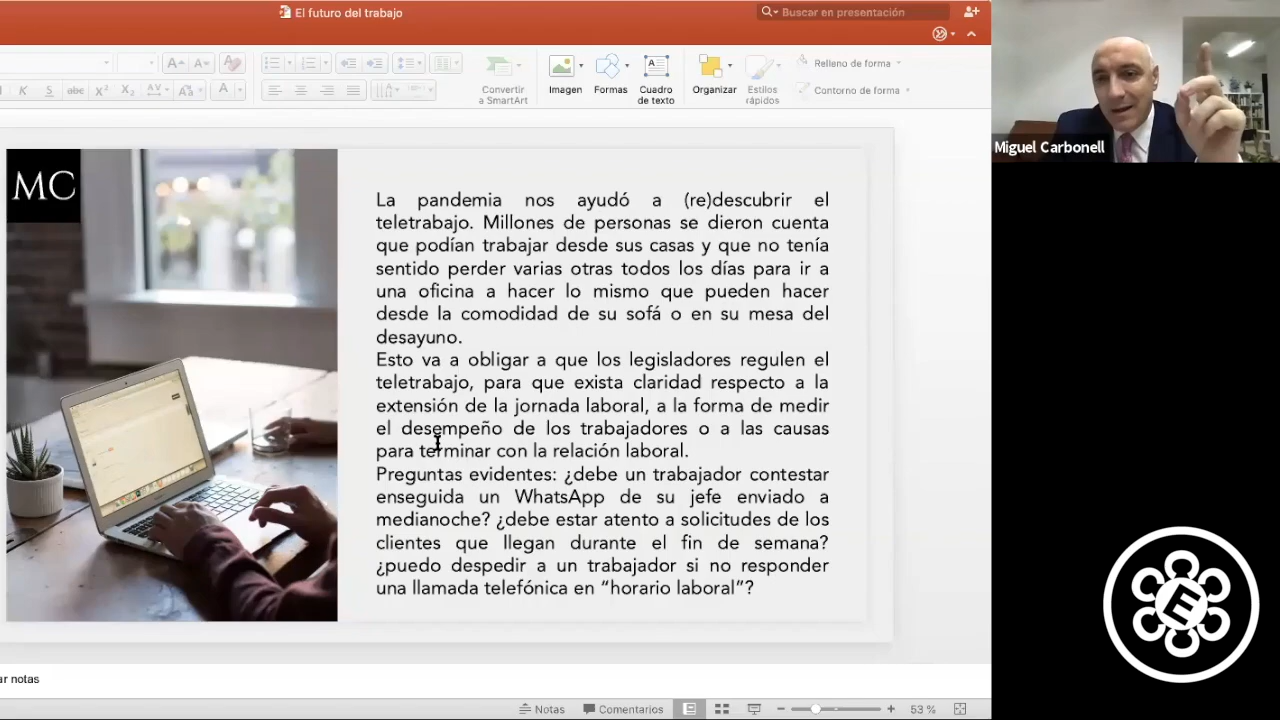 El futuro del trabajo
Buscar en presentación
K S abc X² X₂ AV A
Convertir
a SmartArt
Imagen
Formas
Cuadro
de texto
Organizar
Estilos
rápidos
Relleno de forma
Contorno de forma
Miguel Carbonell
MC
La pandemia nos ayudó a (re)descubrir el
teletrabajo. Millones de personas se dieron cuenta
que podían trabajar desde sus casas y que no tenía
sentido perder varias otras todos los días para ir a
una oficina a hacer lo mismo que pueden hacer
desde la comodidad de su sofá o en su mesa del
desayuno.
Esto va a obligar a que los legisladores regulen el
teletrabajo, para que exista claridad respecto a la
extensión de la jornada laboral, a la forma de medir
el desempeño de los trabajadores o a las causas
para terminar con la relación laboral.
Preguntas evidentes: ¿debe un trabajador contestar
enseguida un WhatsApp de su jefe enviado a
medianoche? ¿debe estar atento a solicitudes de los
clientes que llegan durante el fin de semana?
¿puedo despedir a un trabajador si no responder
una llamada telefónica en “horario laboral”?
ar notas
Notas
Comentarios
53 %